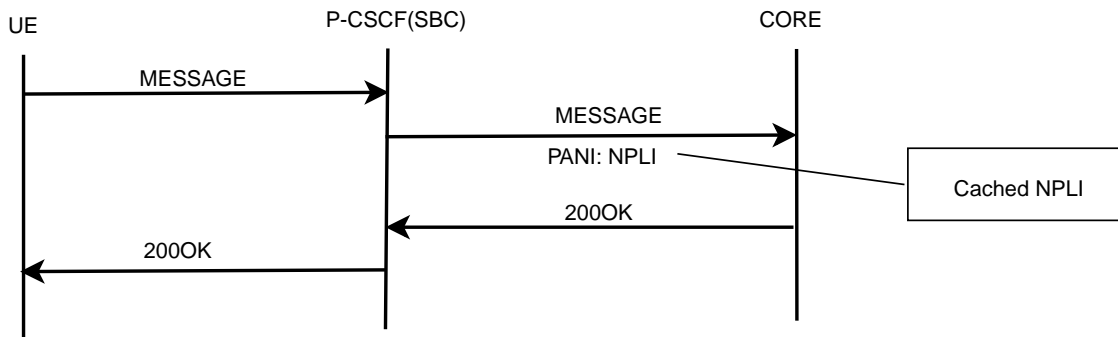 UE
P-CSCF(SBC)
CORE
MESSAGE
MESSAGE
PANI: NPLI
Cached NPLI
200OK
200OK